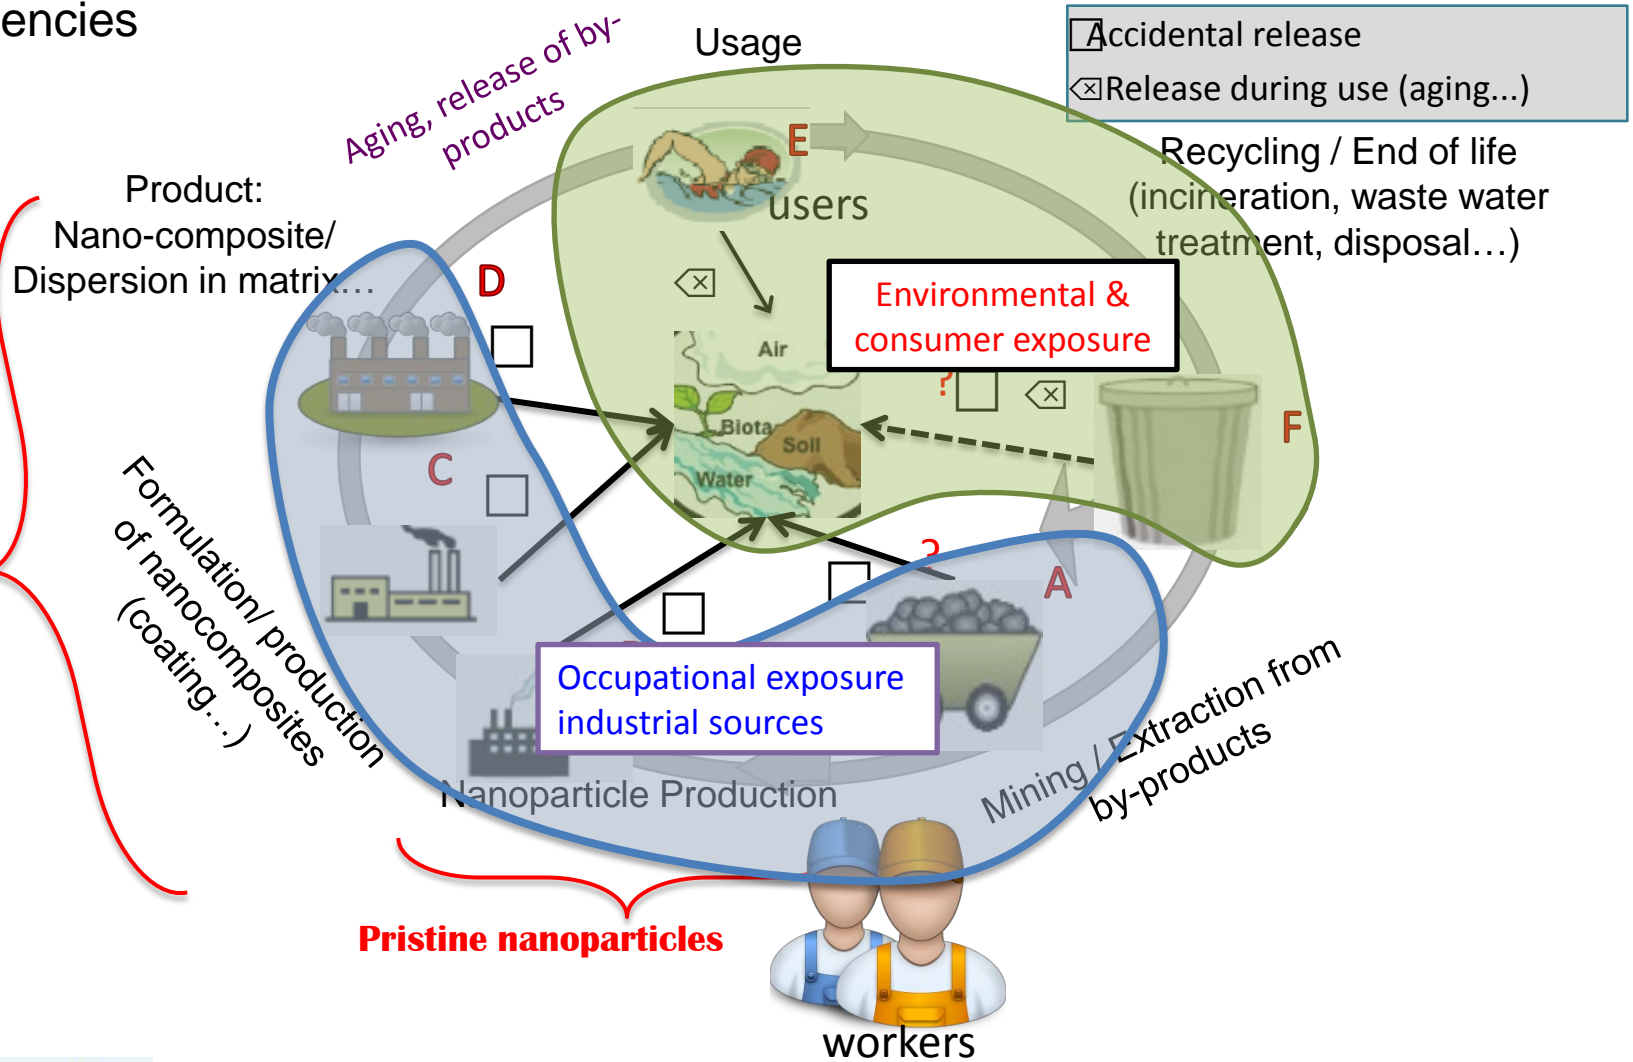 encies
Aging, release of by-
products
Usage
Accidental release
Release during use (aging...)
Recycling / End of life
(incineration, waste water
treatment, disposal…)
Product:
Nano-composite/
Dispersion in matrix…
E
users
D
Environmental &
consumer exposure
Air
Biota
Soil
Water
?
F
C
Formulation/ production
of nanocomposites
(coating…)
?
A
Occupational exposure
industrial sources
Nanoparticle Production
Mining / Extraction from
by-products
Pristine nanoparticles
workers